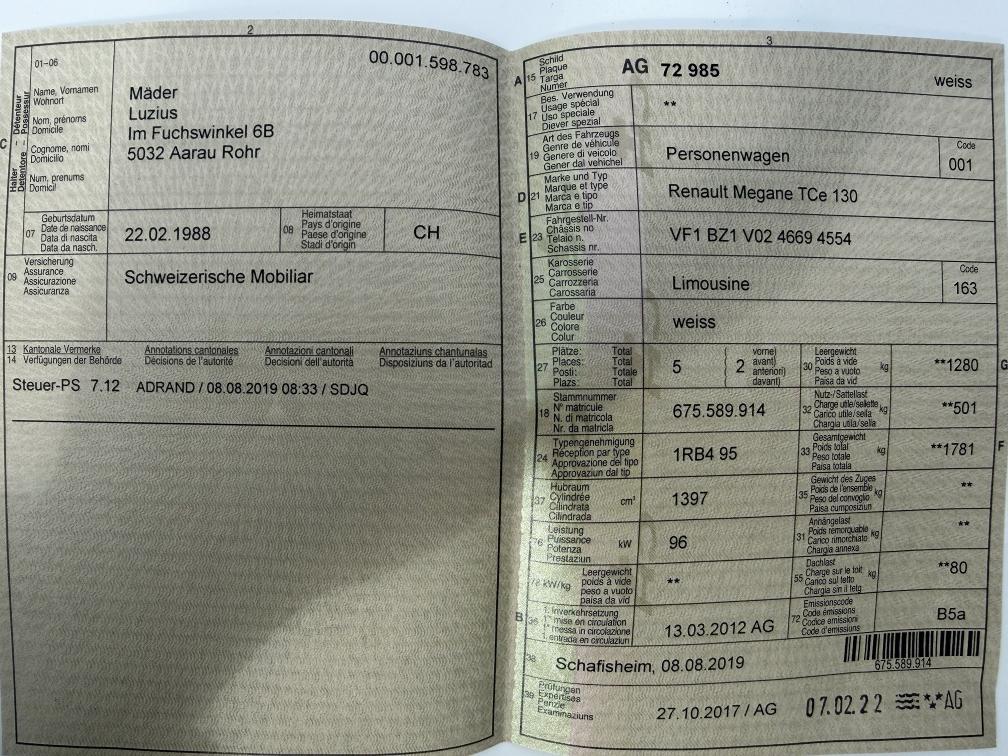 2
01–06
00.001.598.783
C
Halter – Détenteur
Detentore – Possessur
Name, Vornamen
Wohnort
Nom, prénoms
Domicile
Cognome, nomi
Domicilio
Num, prenums
Domicil
Mäder
Luzius
Im Fuchswinkel 6B
5032 Aarau Rohr
07
Geburtsdatum
Date de naissance
Data di nascita
Data da nasch.
22.02.1988
08
Heimatstaat
Pays d'origine
Paese d'origine
Stadi d'origin
CH
09
Versicherung
Assurance
Assicurazione
Assicuranza
Schweizerische Mobiliar
13 Kantonale Vermerke
14 Verfügungen der Behörde
Annotations cantonales
Décisions de l'autorité
Annotazioni cantonali
Decisioni dell'autorità
Annotaziuns chantunalas
Disposiziuns da l'autoritad
Steuer-PS 7.12 ADRAND / 08.08.2019 08:33 / SDJQ
3
A
15
Schild
Plaque
Targa
Numer
AG 72 985
weiss
17
Bes. Verwendung
Usage spécial
Uso speciale
Diever spezial
**
19
Art des Fahrzeugs
Genre de véhicule
Genere di veicolo
Gener dal vehichel
Personenwagen
Code
001
D
21
Marke und Typ
Marque et type
Marca e tipo
Marca e tip
Renault Megane TCe 130
E
23
Fahrgestell-Nr.
Châssis no
Telaio n.
Schassis nr.
VF1 BZ1 V02 4669 4554
25
Karosserie
Carrosserie
Carrozzeria
Carossaria
Limousine
Code
163
26
Farbe
Couleur
Colore
Colur
weiss
27
Plätze: Total
Places: Total
Posti: Totale
Plazs: Total
5
2
vorne)
avant)
anteriori)
davant)
30
Leergewicht
Poids à vide
Peso a vuoto
Paisa da vid
kg
**1280
G
18
Stammnummer
N° matricule
N. di matricola
Nr. da matricla
675.589.914
32
Nutz-/Sattellast
Charge utile/sellette
Carico utile/sella
Chargia utila/sella
kg
**501
24
Typengenehmigung
Réception par type
Approvazione del tipo
Approvaziun dal tip
1RB4 95
33
Gesamtgewicht
Poids total
Peso totale
Paisa totala
kg
**1781
F
37
Hubraum
Cylindrée
Cilindrata
Cilindrada
cm³
1397
35
Gewicht des Zuges
Poids de l'ensemble
Peso del convoglio
Paisa cumposiziun
kg
**
76
Leistung
Puissance
Potenza
Prestaziun
kW
96
31
Anhängelast
Poids remorquable
Carico rimorchiato
Chargia annexa
kg
**
78 kW/kg
Leergewicht
poids à vide
peso a vuoto
paisa da vid
**
55
Dachlast
Charge sur le toit
Carico sul tetto
Chargia sin il tetg
kg
**80
B
36
1. Inverkehrsetzung
1re mise en circulation
1a messa in circolazione
1. entrada en circulaziun
13.03.2012 AG
72
Emissionscode
Code émissions
Codice emissioni
Code d'emissiuns
B5a
38
Schafisheim, 08.08.2019
675.589.914
39
Prüfungen
Expertises
Perizie
Examinaziuns
27.10.2017 / AG
07.02.22
AG